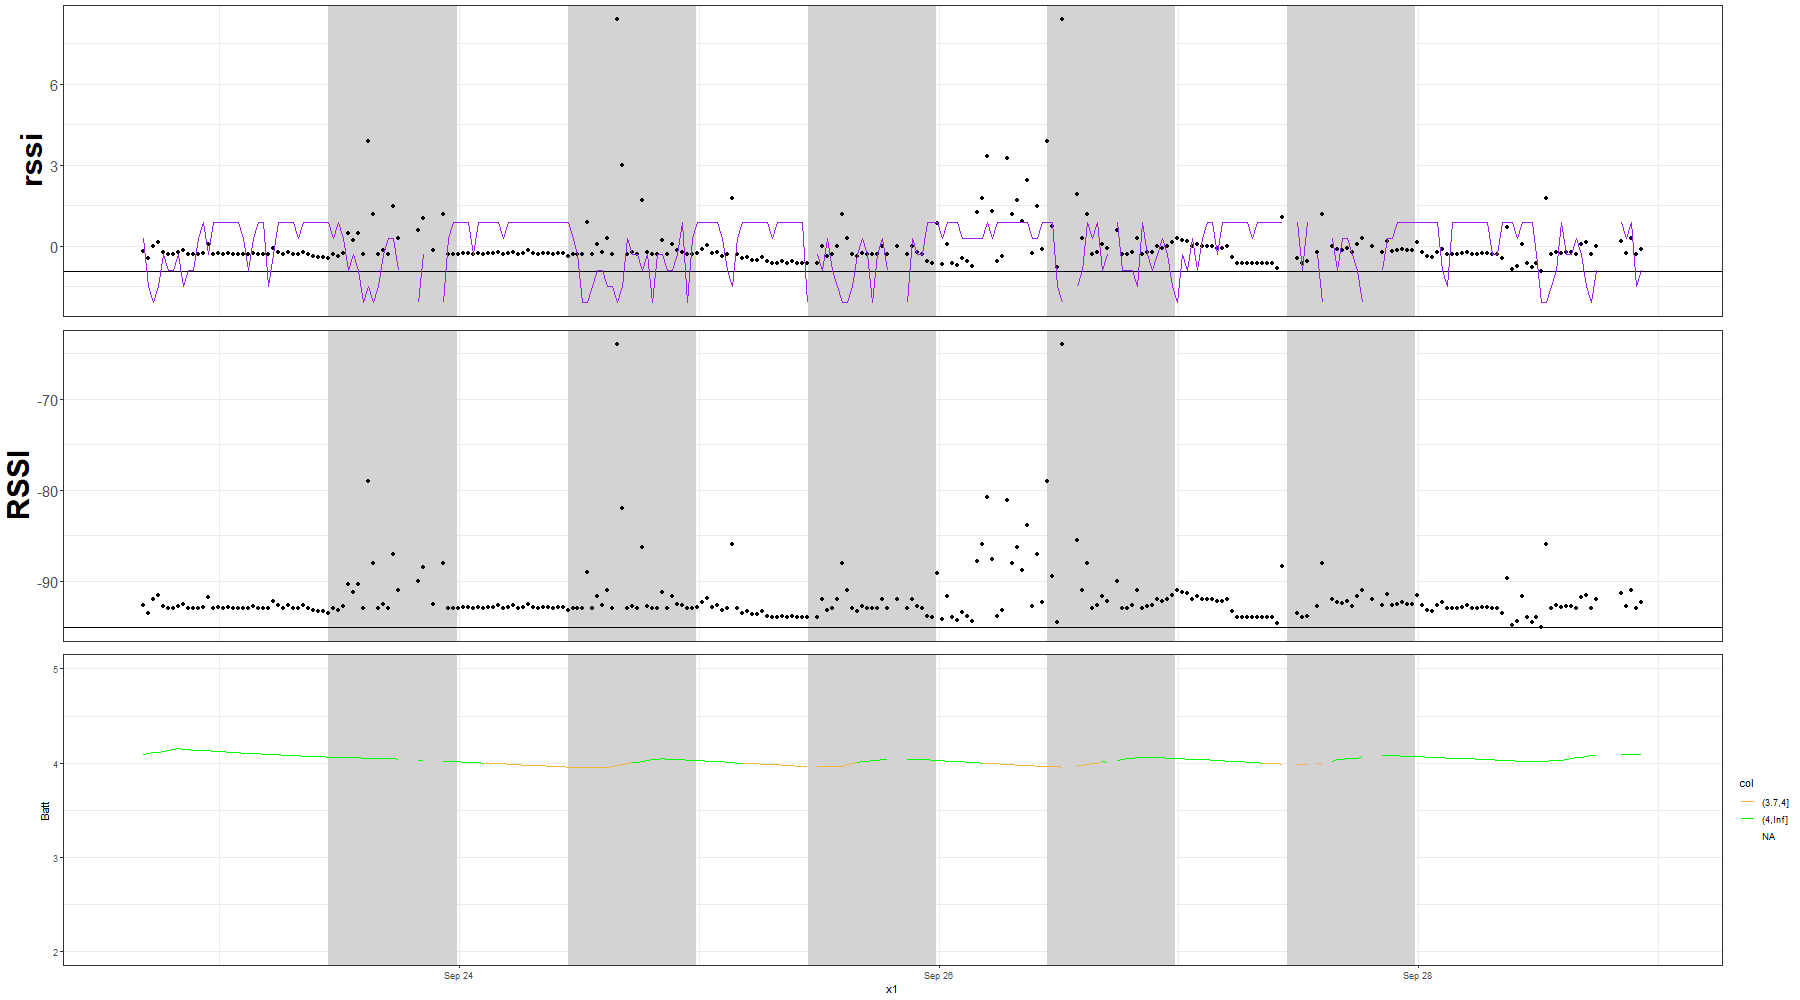 rssi
6
3
0
RSSI
-70
-80
-90
Batt
5
4
3
2
Sep 24
Sep 26
Sep 28
x1
col
(3.7,4]
(4,Inf]
NA